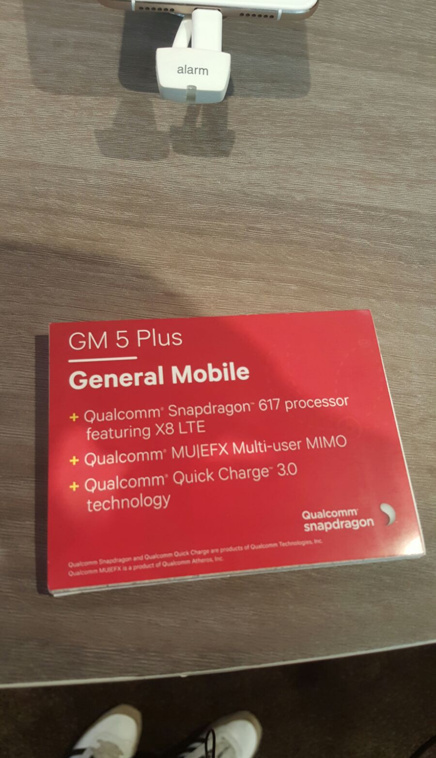 alarm
GM 5 Plus
General Mobile
+ Qualcomm® Snapdragon™ 617 processor
featuring X8 LTE
+ Qualcomm® MU|EFX Multi-user MIMO
+ Qualcomm® Quick Charge™ 3.0
technology
Qualcomm®
snapdragon
Qualcomm Snapdragon and Qualcomm Quick Charge are products of Qualcomm Technologies, Inc.
Qualcomm MU|EFX is a product of Qualcomm Atheros, Inc.